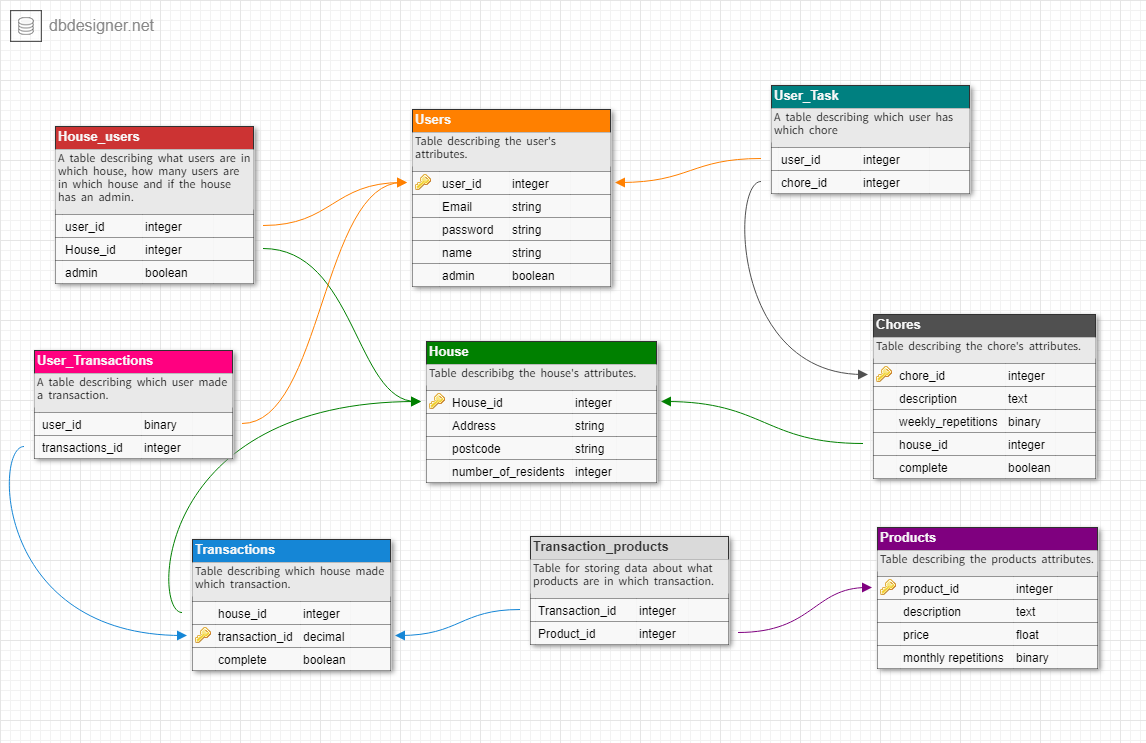 dbdesigner.net
House_users
A table describing what users are in
which house, how many users are
in which house and if the house
has an admin.
user_id integer
House_id integer
admin boolean
Users
Table describing the user's
attributes.
user_id integer
Email string
password string
name string
admin boolean
User_Task
A table describing which user has
which chore
user_id integer
chore_id integer
User_Transactions
A table describing which user made
a transaction.
user_id binary
transactions_id integer
House
Table describibg the house's attributes.
House_id integer
Address string
postcode string
number_of_residents integer
Chores
Table describing the chore's attributes.
chore_id integer
description text
weekly_repetitions binary
house_id integer
complete boolean
Transactions
Table describing which house made
which transaction.
house_id integer
transaction_id decimal
complete boolean
Transaction_products
Table for storing data about what
products are in which transaction.
Transaction_id integer
Product_id integer
Products
Table describing the products attributes.
product_id integer
description text
price float
monthly repetitions binary